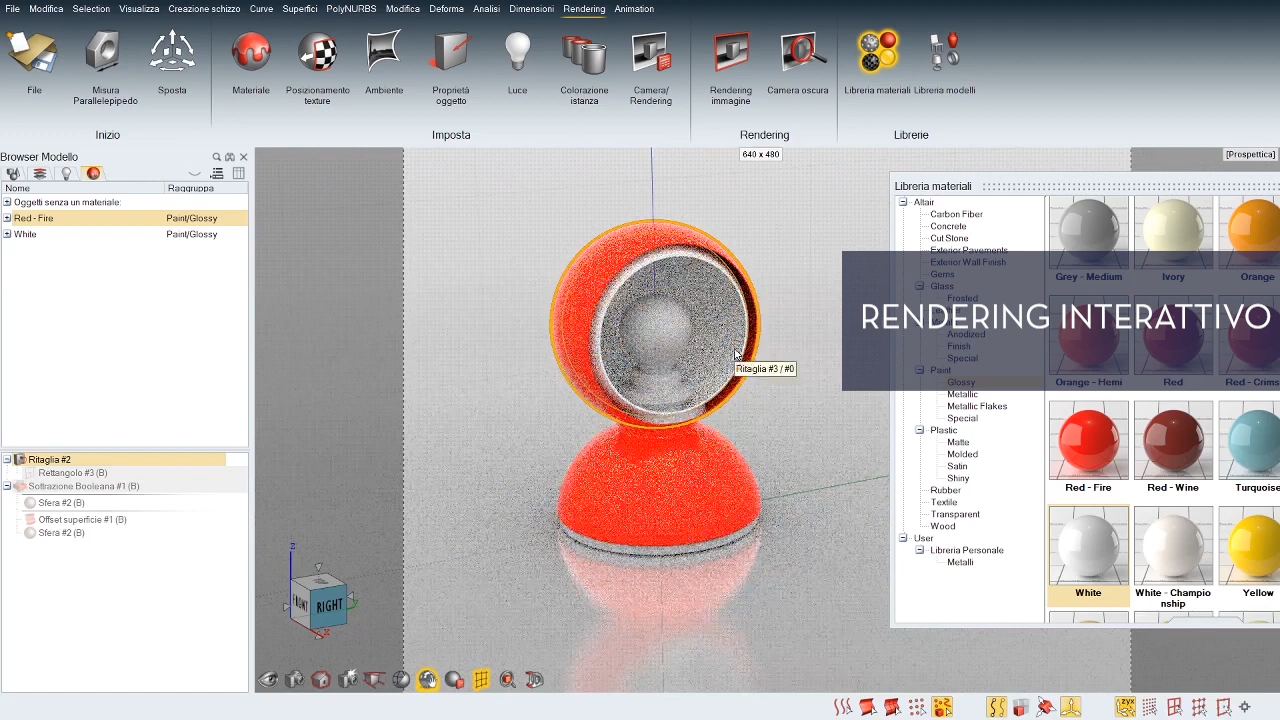 File Modifica Selection Visualizza Creazione schizzo Curve Superfici PolyNURBS Modifica Deforma Analisi Dimensioni Rendering Animation
File
Misura Parallelepipedo
Sposta
Materiale
Posizionamento texture
Ambiente
Proprietà oggetto
Luce
Colorazione istanza
Camera/ Rendering
Rendering immagine
Camera oscura
Libreria materiali
Libreria modelli
Inizio
Imposta
Rendering
Librerie
Browser Modello
Nome Raggruppa
Oggetti senza un materiale:
Red - Fire Paint/Glossy
White Paint/Glossy
Ritaglia #2
Rettangolo #3 (B)
Sottrazione Booleana #1 (B)
Sfera #2 (B)
Offset superficie #1 (B)
Sfera #2 (B)
640 x 480
[Prospettica]
Ritaglia #3 / #0
z
FRONT
RIGHT
x
Libreria materiali
Altair
Carbon Fiber
Concrete
Cut Stone
Exterior Pavements
Exterior Wall Finish
Gems
Glass
Frosted
Anodized
Finish
Special
Paint
Glossy
Metallic
Metallic Flakes
Special
Plastic
Matte
Molded
Satin
Shiny
Rubber
Textile
Transparent
Wood
User
Libreria Personale
Metalli
RENDERING INTERATTIVO
Grey - Medium Ivory Orange
Orange - Hemi Red Red - Crims
Red - Fire Red - Wine Turquoise
White White - Championship Yellow
zyx